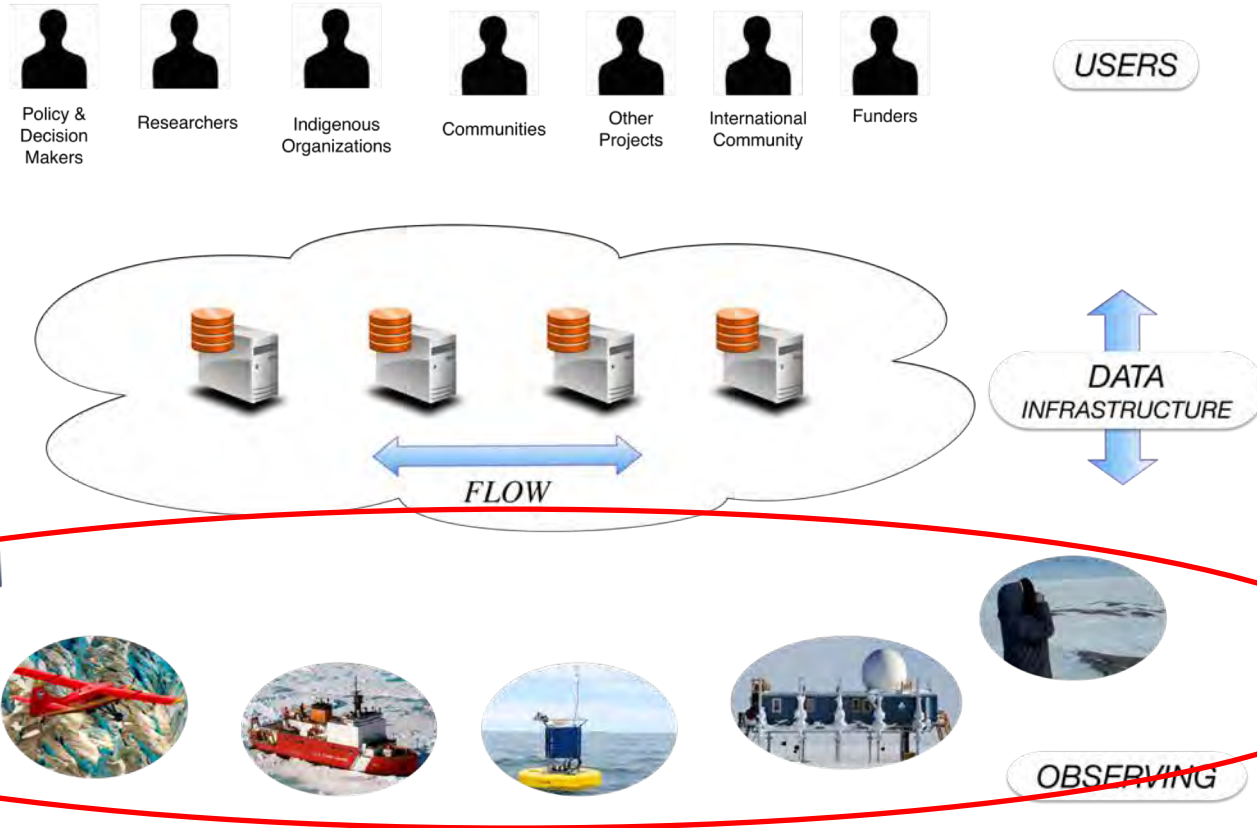 USERS
Policy &
Decision
Makers
Researchers
Indigenous
Organizations
Communities
Other
Projects
International
Community
Funders
DATA
INFRASTRUCTURE
FLOW
OBSERVING